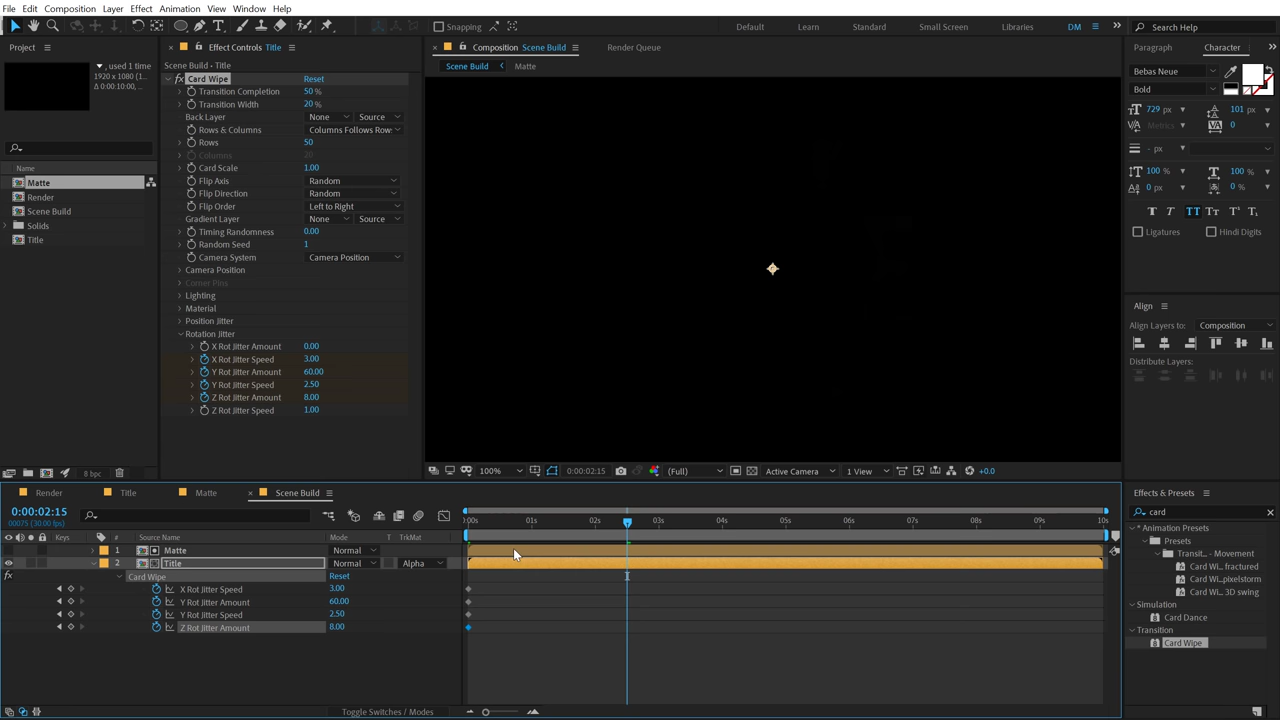 File Edit Composition Layer Effect Animation View Window Help
Snapping
Default Learn Standard Small Screen Libraries DM
Search Help
Project
, used 1 time
1920 x 1080 (1...
Δ 0:00:10:00, ...
Name
Matte
Render
Scene Build
Solids
Title
8 bpc
Effect Controls Title
Scene Build · Title
fx Card Wipe Reset
Transition Completion 50 %
Transition Width 20 %
Back Layer None Source
Rows & Columns Columns Follows Row
Rows 50
Columns 20
Card Scale 1.00
Flip Axis Random
Flip Direction Random
Flip Order Left to Right
Gradient Layer None Source
Timing Randomness 0.00
Random Seed 1
Camera System Camera Position
Camera Position
Corner Pins
Lighting
Material
Position Jitter
Rotation Jitter
X Rot Jitter Amount 0.00
X Rot Jitter Speed 3.00
Y Rot Jitter Amount 60.00
Y Rot Jitter Speed 2.50
Z Rot Jitter Amount 8.00
Z Rot Jitter Speed 1.00
Composition Scene Build
Render Queue
Scene Build Matte
100% 0:00:02:15 (Full) Active Camera 1 View +0.0
Paragraph Character
Bebas Neue
Bold
729 px 101 px
Metrics 0
- px
100 % 100 %
0 px 0 %
Ligatures Hindi Digits
Align
Align Layers to: Composition
Distribute Layers:
Effects & Presets
card
* Animation Presets
Presets
Transit... - Movement
Card Wi... fractured
Card Wi...pixelstorm
Card Wi... 3D swing
Simulation
Card Dance
Transition
Card Wipe
Render Title Matte Scene Build
0:00:02:15
00075 (30.00 fps)
Keys # Source Name Mode T TrkMat
:00s 01s 02s 03s 04s 05s 06s 07s 08s 09s 10s
1 Matte Normal
2 Title Normal Alpha
fx Card Wipe Reset
X Rot Jitter Speed 3.00
Y Rot Jitter Amount 60.00
Y Rot Jitter Speed 2.50
Z Rot Jitter Amount 8.00
Toggle Switches / Modes